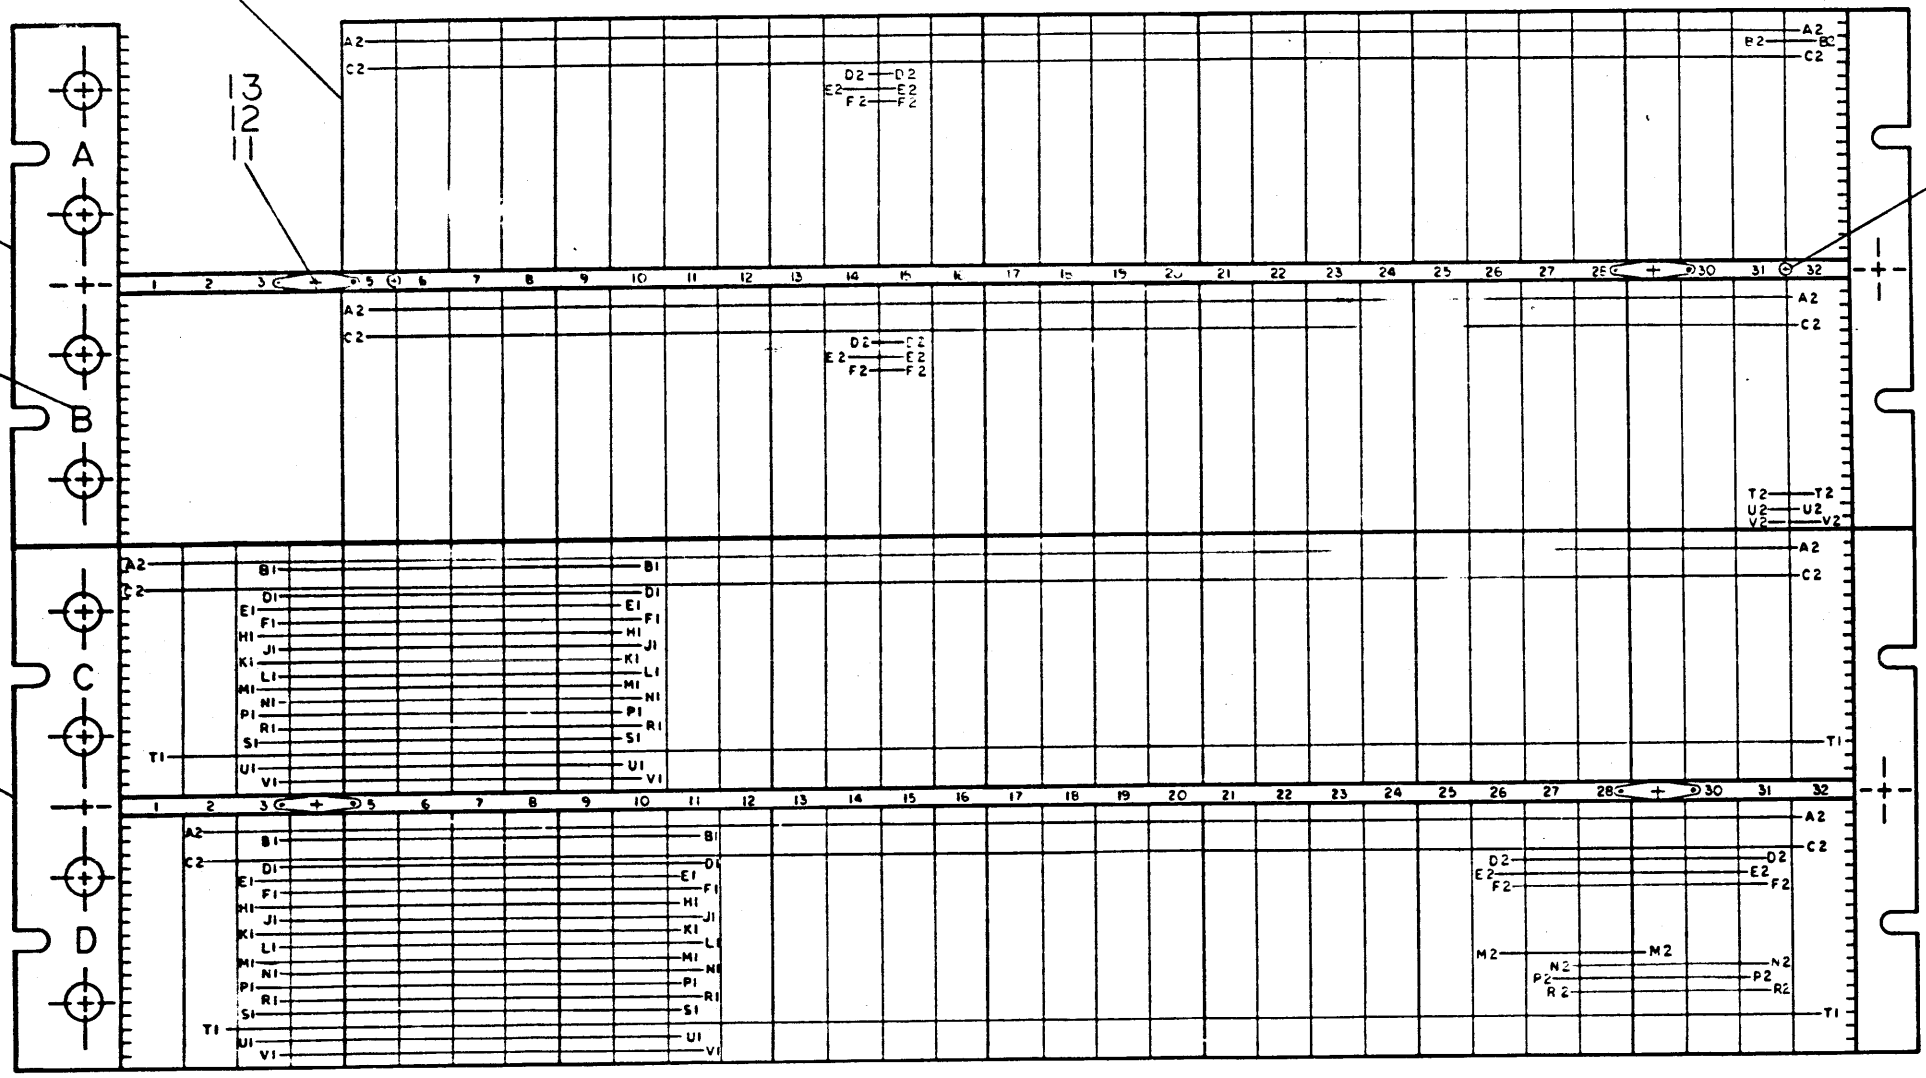 A2 A2
B2 B2
C2 C2
D2 D2
E2 E2
F2 F2
13
12
11
A
1 2 3 5 6 7 8 9 10 11 12 13 14 15 17 19 21 22 23 24 25 26 27 30 31 32
A2 A2
C2 C2
D2 2
E2 E2
F2 F2
B
T2 T2
U2 U2
V2 V2
A2 A2
B1 B1
C2 C2
D1 D1
E1 E1
F1 F1
H1 H1
J1 J1
K1 K1
L1 L1
C
M1 M1
N1 N1
P1 P1
R1 R1
S1 S1
T1 T1
U1 U1
V1 V1
1 2 3 5 6 7 8 9 10 11 12 13 14 15 16 17 18 19 20 21 22 23 24 25 26 27 28 30 31 32
A2 A2
B1 B1
C2 C2
D1 D1 D2 D2
E1 E1 E2 E2
F1 F1 F2 F2
H1 H1
J1 J1
K1 K1
D
L1 L1
M1 M1 M2 M2
N1 N1 N2 N2
P1 P1 P2 P2
R1 R1 R2 R2
S1 S1
T1 T1
U1 U1
V1 V1